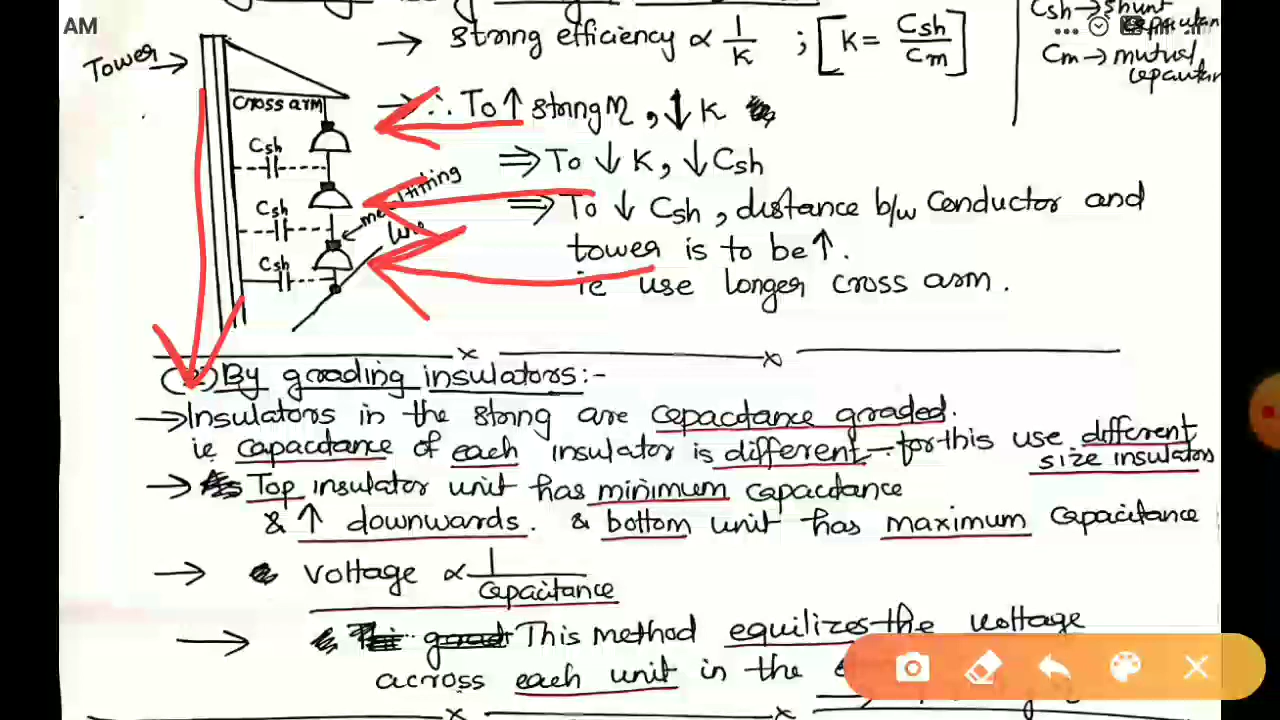 AM
Csh → shunt
Cm → mutual
→ string efficiency ∝ 1/K ; [K = Csh/Cm]
Tower →
cross arm
→ ∴ To ↑ string η, ↓ K
Csh
⇒ To ↓ K, ↓ Csh
metal fitting
Csh
⇒ To ↓ Csh, distance b/w conductor and
tower is to be ↑.
Csh
ie use longer cross arm.
By grading insulators:-
→ Insulators in the string are capactance graded.
ie capactance of each insulator is different - for this use different
size insulators
→ Top insulator unit has minimum capacitance
& ↑ downwards. & bottom unit has maximum capacitance
→ voltage ∝ 1/capacitance
→ This method equilizes the voltage
across each unit in the